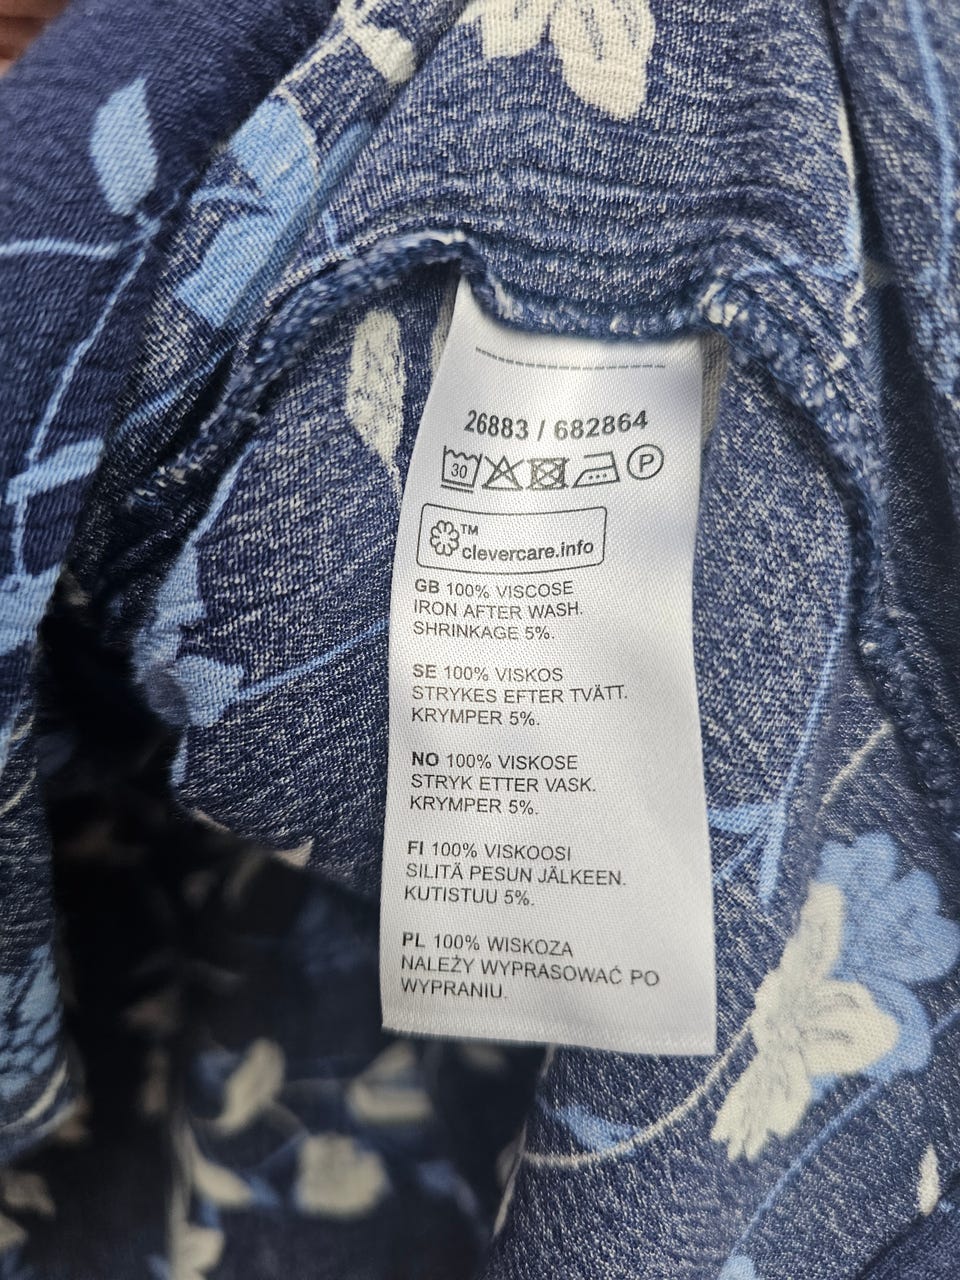 26883 / 682864
30 P
™
clevercare.info
GB 100% VISCOSE
IRON AFTER WASH.
SHRINKAGE 5%.
SE 100% VISKOS
STRYKES EFTER TVÄTT.
KRYMPER 5%.
NO 100% VISKOSE
STRYK ETTER VASK.
KRYMPER 5%.
FI 100% VISKOOSI
SILITÄ PESUN JÄLKEEN.
KUTISTUU 5%.
PL 100% WISKOZA
NALEŻY WYPRASOWAĆ PO
WYPRANIU.